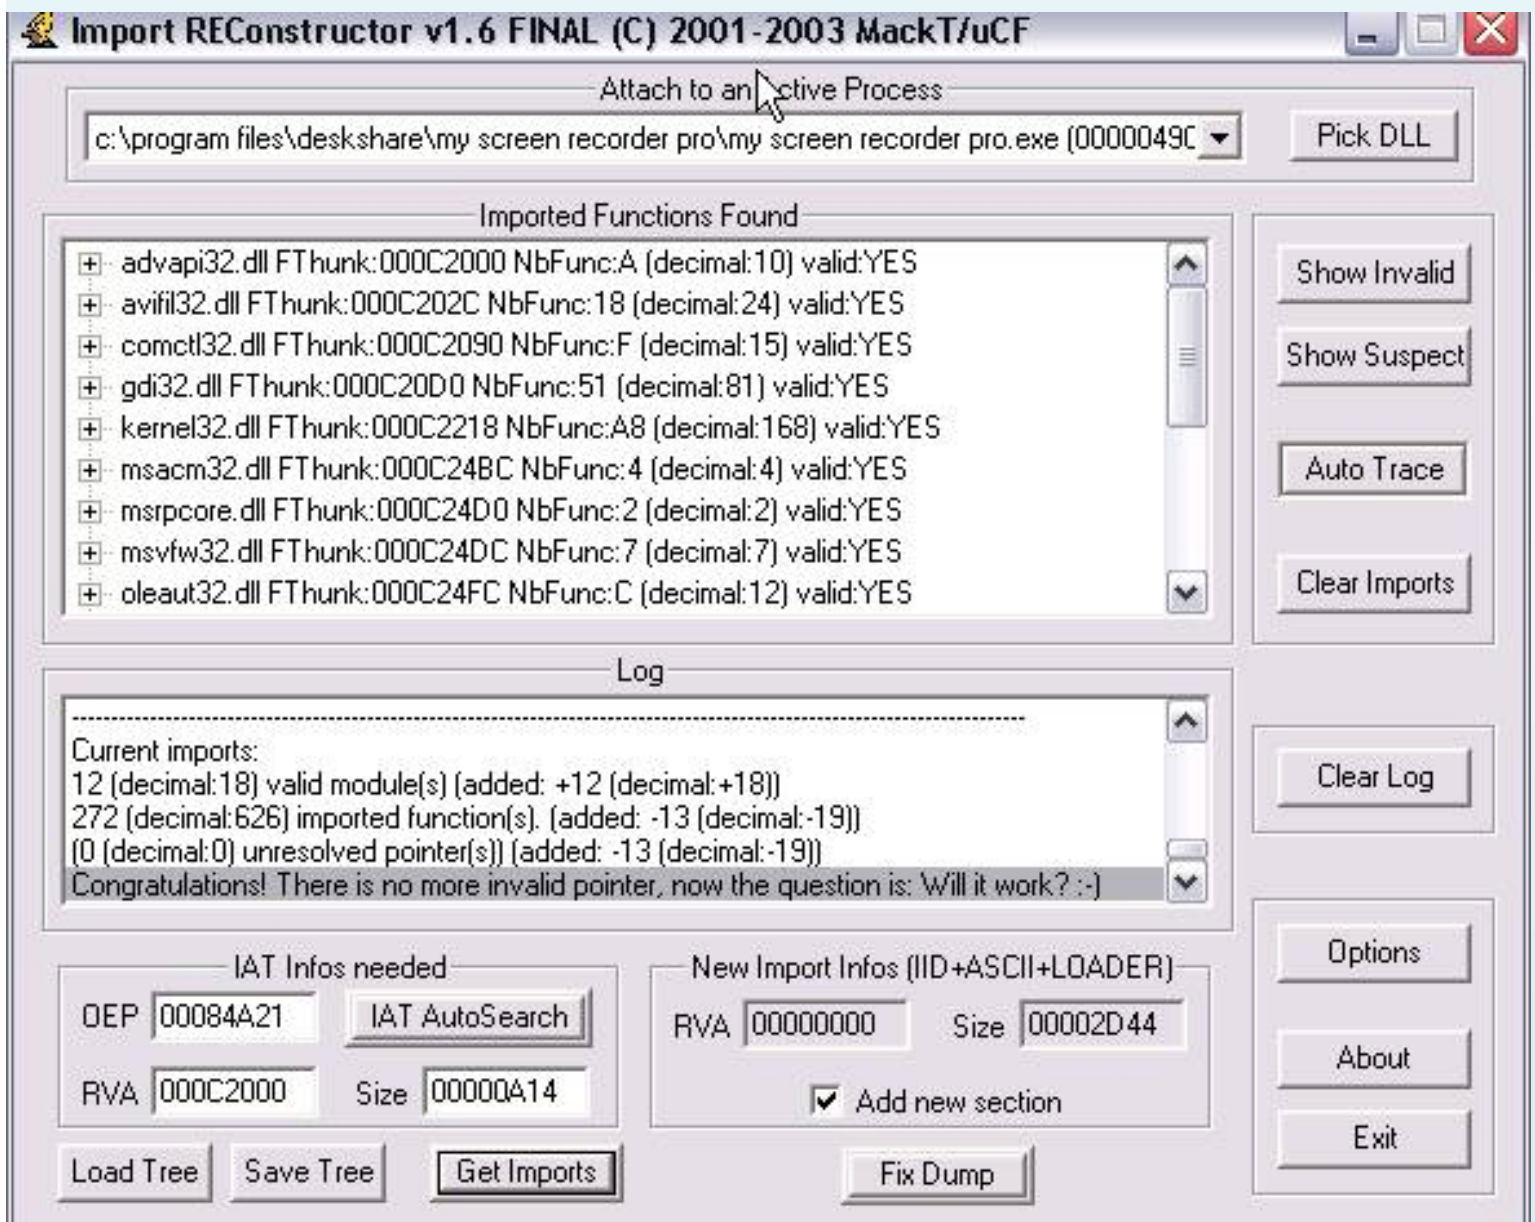 Import REConstructor v1.6 FINAL (C) 2001-2003 MackT/uCF
Attach to an Active Process
c:\program files\deskshare\my screen recorder pro\my screen recorder pro.exe (0000049C
Pick DLL
Imported Functions Found
advapi32.dll FThunk:000C2000 NbFunc:A (decimal:10) valid:YES
avifil32.dll FThunk:000C202C NbFunc:18 (decimal:24) valid:YES
comctl32.dll FThunk:000C2090 NbFunc:F (decimal:15) valid:YES
gdi32.dll FThunk:000C20D0 NbFunc:51 (decimal:81) valid:YES
kernel32.dll FThunk:000C2218 NbFunc:A8 (decimal:168) valid:YES
msacm32.dll FThunk:000C24BC NbFunc:4 (decimal:4) valid:YES
msrpcore.dll FThunk:000C24D0 NbFunc:2 (decimal:2) valid:YES
msvfw32.dll FThunk:000C24DC NbFunc:7 (decimal:7) valid:YES
oleaut32.dll FThunk:000C24FC NbFunc:C (decimal:12) valid:YES
Show Invalid
Show Suspect
Auto Trace
Clear Imports
Log
Current imports:
12 (decimal:18) valid module(s) (added: +12 (decimal:+18))
272 (decimal:626) imported function(s). (added: -13 (decimal:-19))
(0 (decimal:0) unresolved pointer(s)) (added: -13 (decimal:-19))
Congratulations! There is no more invalid pointer, now the question is: Will it work? :-)
Clear Log
IAT Infos needed
OEP 00084A21 IAT AutoSearch
RVA 000C2000 Size 00000A14
New Import Infos (IID+ASCII+LOADER)
RVA 00000000 Size 00002D44
Add new section
Options
About
Exit
Load Tree Save Tree Get Imports Fix Dump